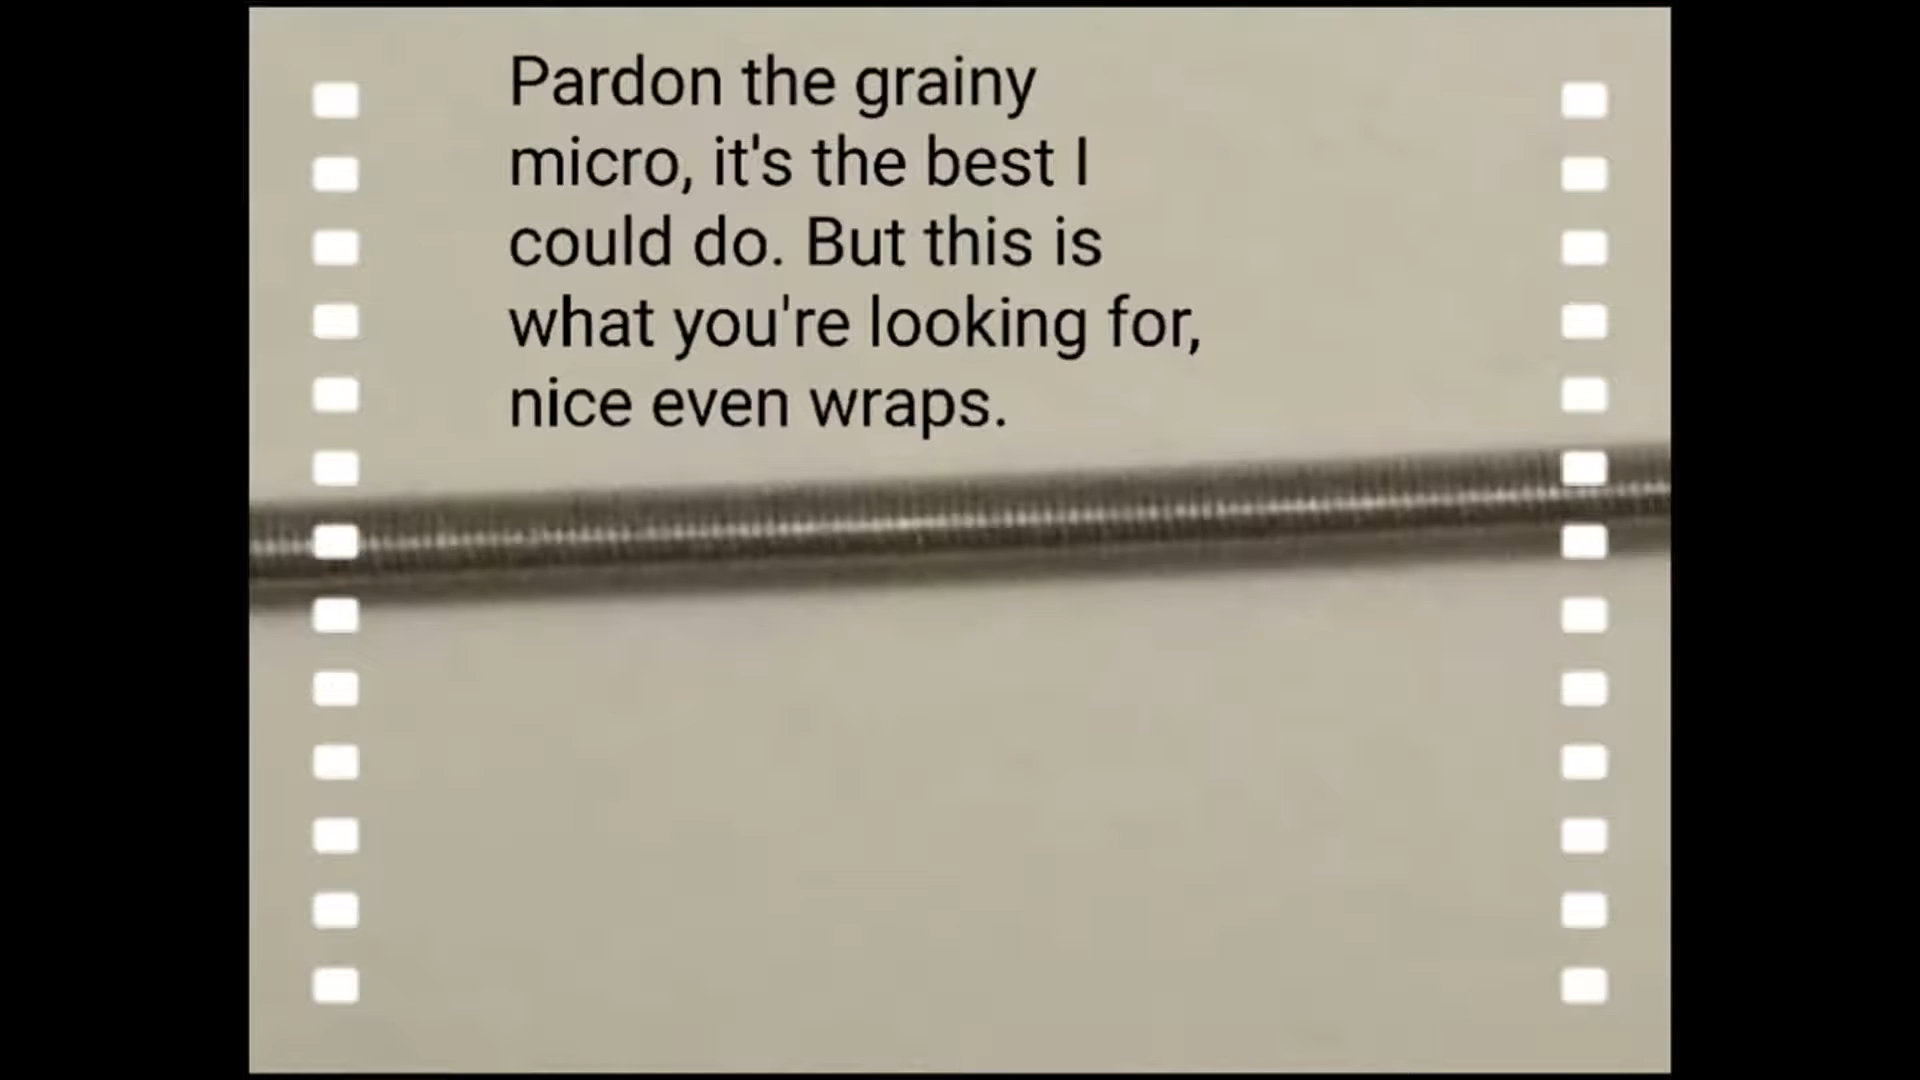 Pardon the grainy
micro, it's the best I
could do. But this is
what you're looking for,
nice even wraps.